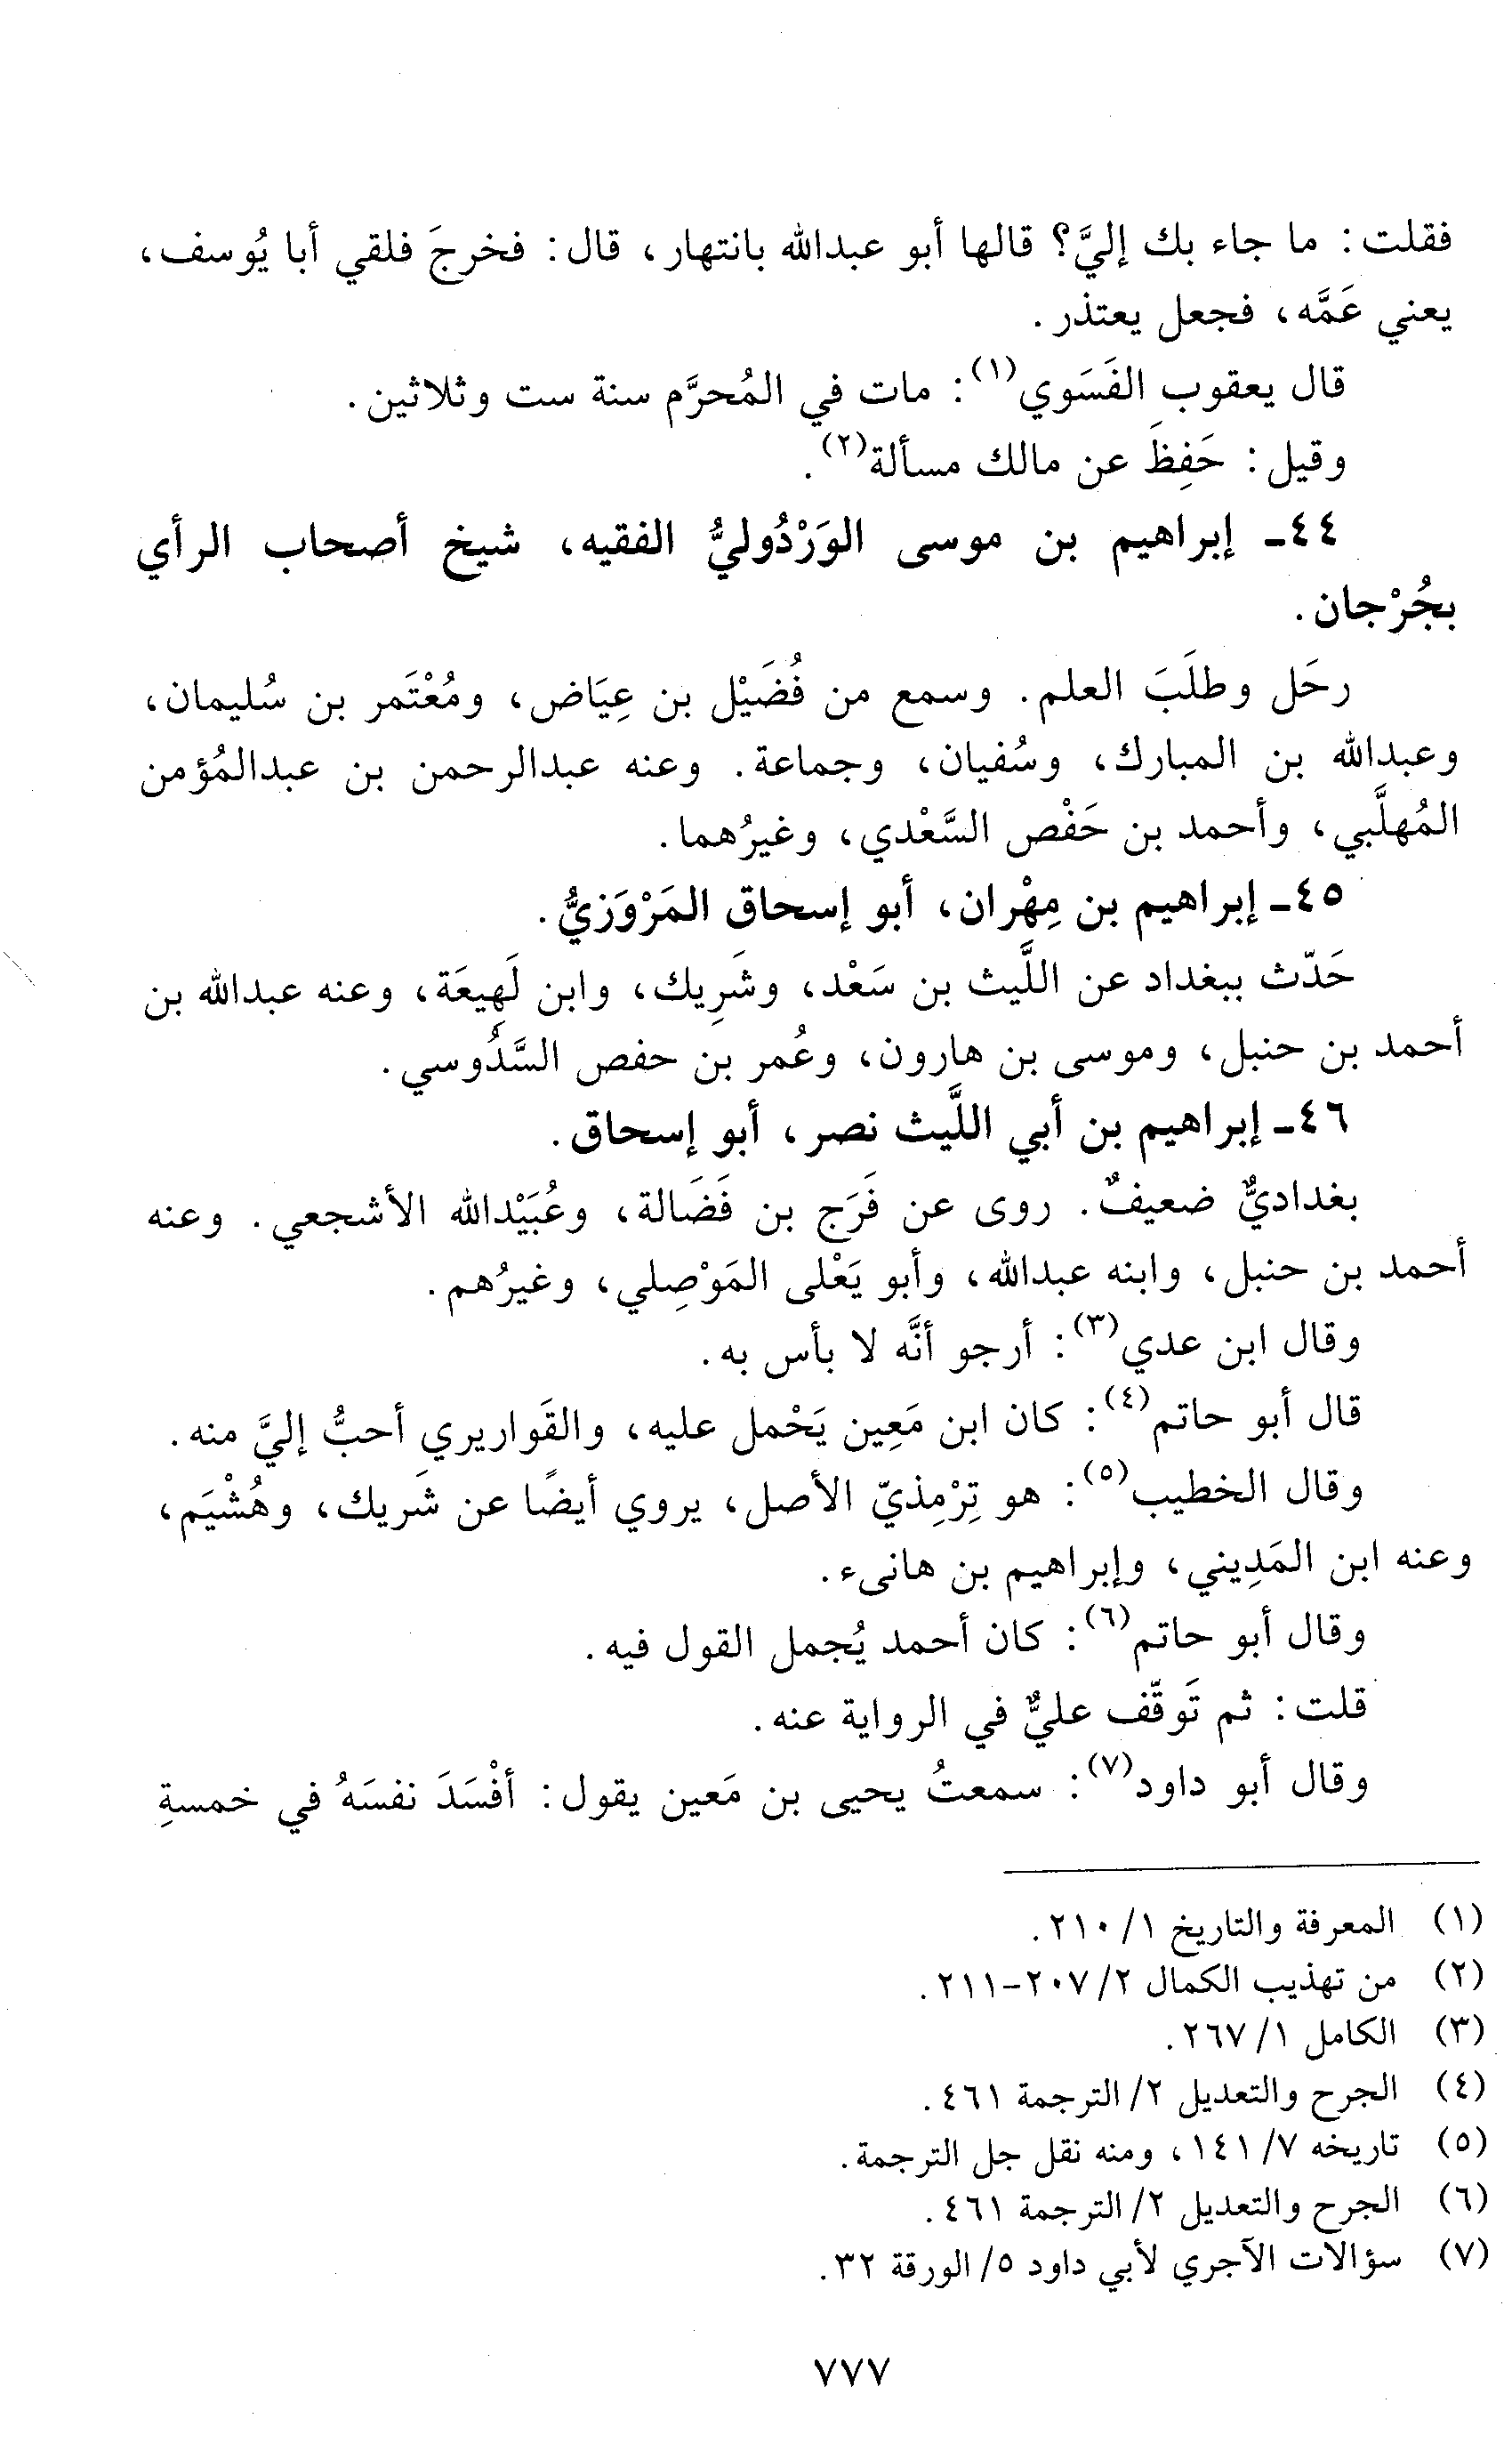 فقلت: ما جاء بك إليَّ؟ قالها أبو عبدالله بانتهار، قال: فخرجَ فلقي أبا يُوسف،
يعني عَمَّه، فجعل يعتذر.
قال يعقوب الفَسَوي(١): مات في المُحرَّم سنة ست وثلاثين.
وقيل: حَفِظَ عن مالك مسألة(٢).
٤٤- إبراهيم بن موسى الوَرْدُوليُّ الفقيه، شيخ أصحاب الرأي
بجُرْجان.
رحَل وطلَبَ العلم. وسمع من فُضَيْل بن عِيَاض، ومُعْتَمر بن سُليمان،
وعبدالله بن المبارك، وسُفيان، وجماعة. وعنه عبدالرحمن بن عبدالمُؤمن
المُهلَّبي، وأحمد بن حَفْص السَّعْدي، وغيرُهما.
٤٥- إبراهيم بن مِهْران، أبو إسحاق المَرْوَزيُّ.
حَدّث ببغداد عن اللَّيث بن سَعْد، وشَرِيك، وابن لَهِيعَة، وعنه عبدالله بن
أحمد بن حنبل، وموسى بن هارون، وعُمر بن حفص السَّدُوسي.
٤٦- إبراهيم بن أبي اللَّيث نصر، أبو إسحاق.
بغداديٌّ ضعيفٌ. روى عن فَرَج بن فَضَالة، وعُبَيْدالله الأشجعي. وعنه
أحمد بن حنبل، وابنه عبدالله، وأبو يَعْلى المَوْصِلي، وغيرُهم.
وقال ابن عدي(٣): أرجو أنَّه لا بأس به.
قال أبو حاتم(٤): كان ابن مَعِين يَحْمل عليه، والقَواريري أحبُّ إليَّ منه.
وقال الخطيب(٥): هو تِرْمِذيّ الأصل، يروي أيضًا عن شَريك، وهُشْيَم،
وعنه ابن المَدِيني، وإبراهيم بن هانىء.
وقال أبو حاتم(٦): كان أحمد يُجمل القول فيه.
قلت: ثم تَوقّف عليٌّ في الرواية عنه.
وقال أبو داود(٧): سمعتُ يحيى بن مَعين يقول: أفْسَدَ نفسَهُ في خمسةِ
(١) المعرفة والتاريخ ١/ ٢١٠.
(٢) من تهذيب الكمال ٢/ ٢٠٧-٢١١.
(٣) الكامل ١/ ٢٦٧.
(٤) الجرح والتعديل ٢/ الترجمة ٤٦١.
(٥) تاريخه ٧/ ١٤١، ومنه نقل جل الترجمة.
(٦) الجرح والتعديل ٢/ الترجمة ٤٦١.
(٧) سؤالات الآجري لأبي داود ٥/ الورقة ٣٢.
٧٧٧